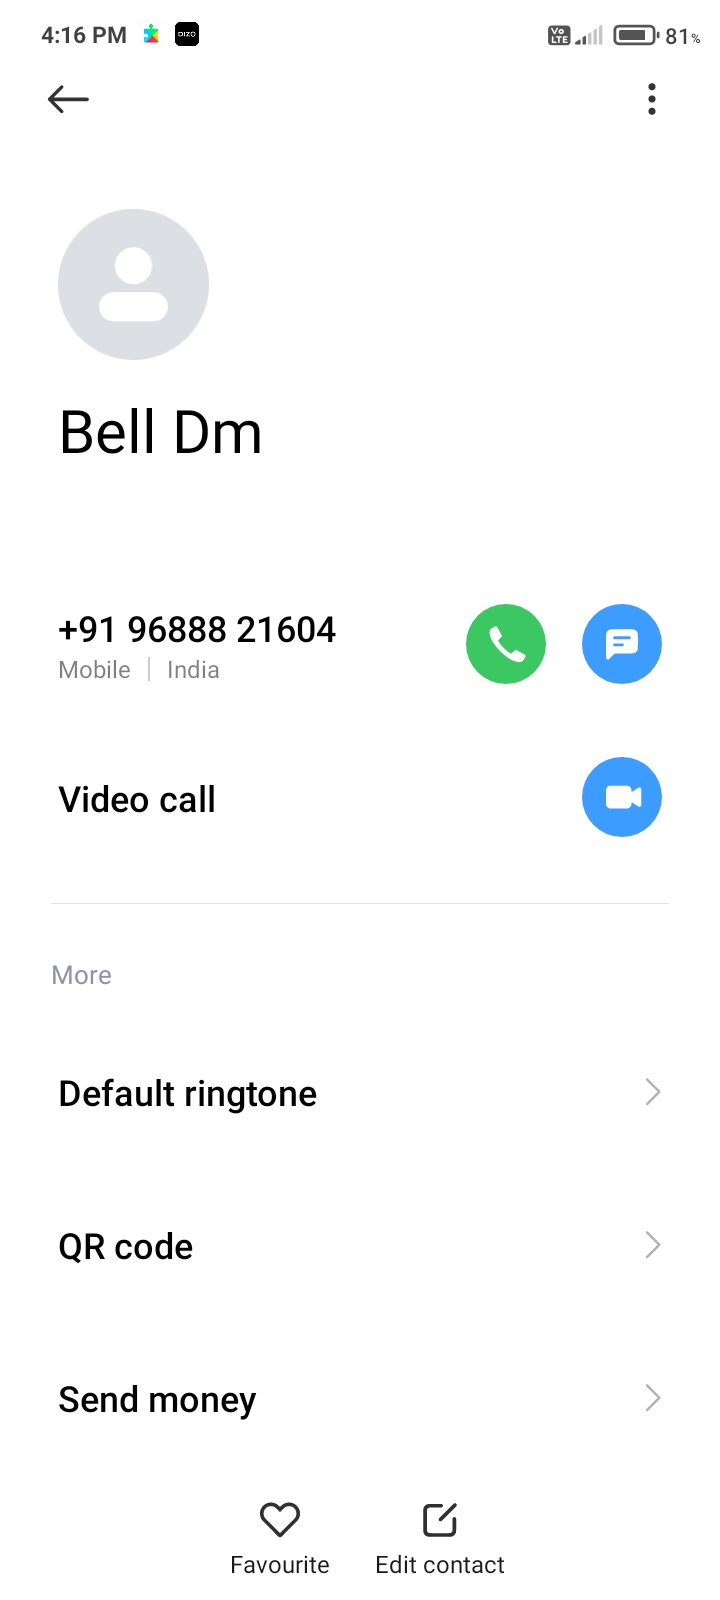 4:16 PM DIZO Vo LTE 81%
Bell Dm
+91 96888 21604
Mobile India
Video call
More
Default ringtone
QR code
Send money
Favourite Edit contact